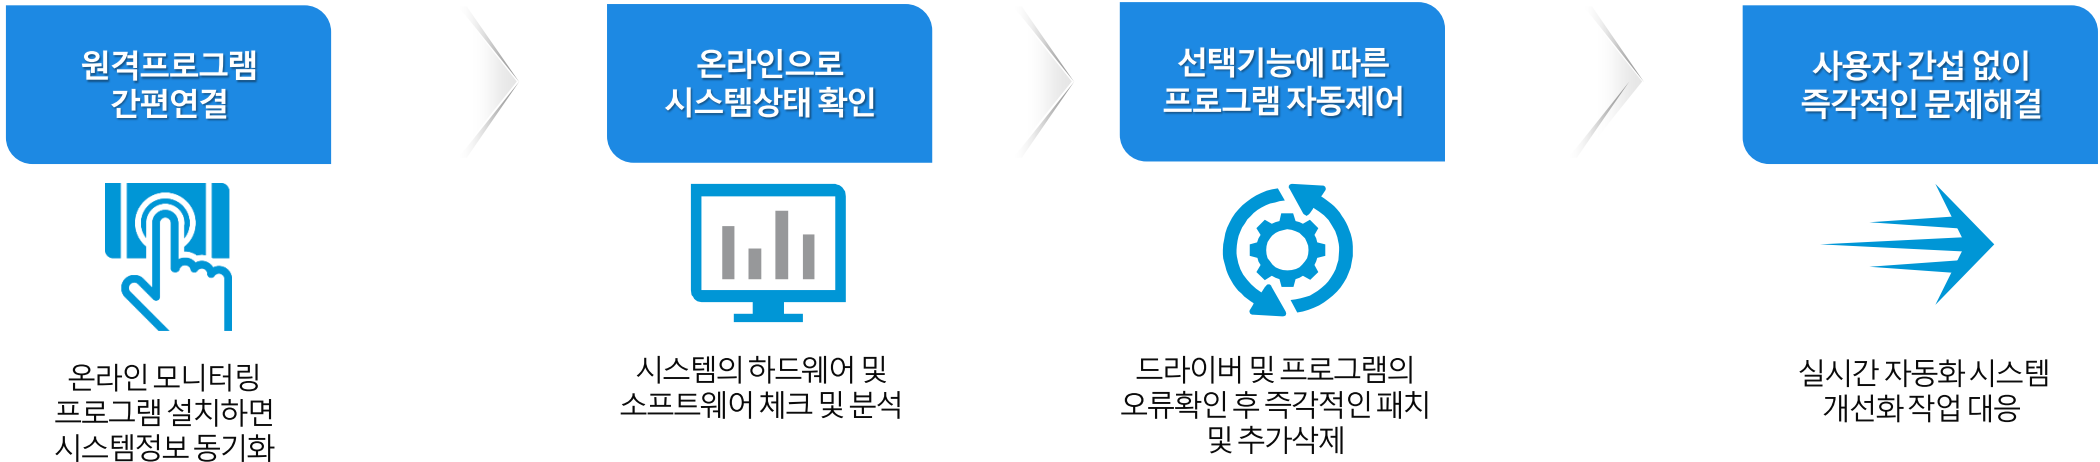 원격프로그램
간편연결
온라인으로
시스템상태 확인
선택기능에 따른
프로그램 자동제어
사용자 간섭 없이
즉각적인 문제해결
온라인 모니터링
프로그램 설치하면
시스템정보 동기화
시스템의 하드웨어 및
소프트웨어 체크 및 분석
드라이버 및 프로그램의
오류확인 후 즉각적인 패치
및 추가삭제
실시간 자동화 시스템
개선화 작업 대응